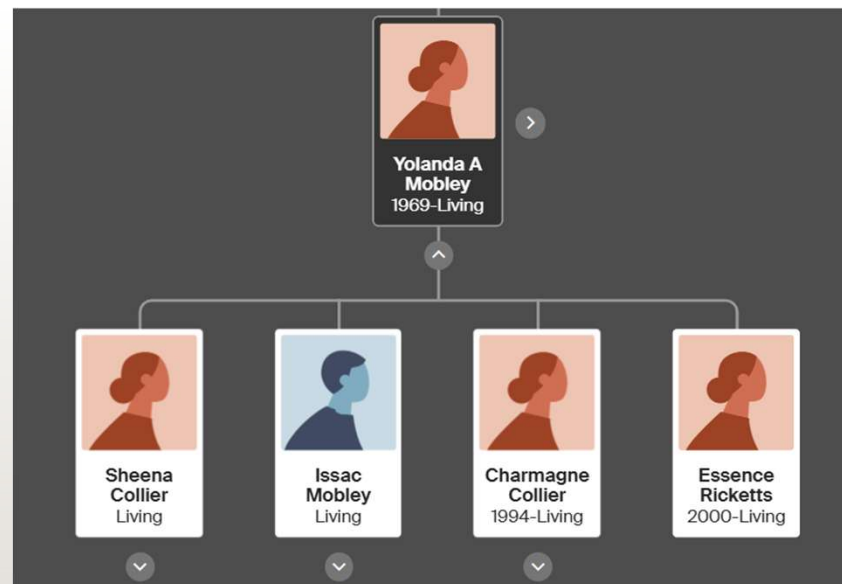 Yolanda A
Mobley
1969-Living
Sheena
Collier
Living
Issac
Mobley
Living
Charmagne
Collier
1994-Living
Essence
Ricketts
2000-Living